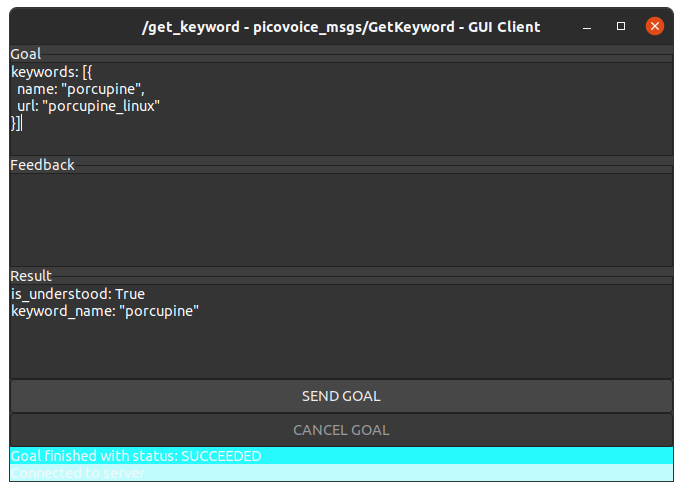 /get_keyword - picovoice_msgs/GetKeyword - GUI Client
Goal
keywords: [{
  name: "porcupine",
  url: "porcupine_linux"
}]
Feedback
Result
is_understood: True
keyword_name: "porcupine"
SEND GOAL
CANCEL GOAL
Goal finished with status: SUCCEEDED
Connected to server